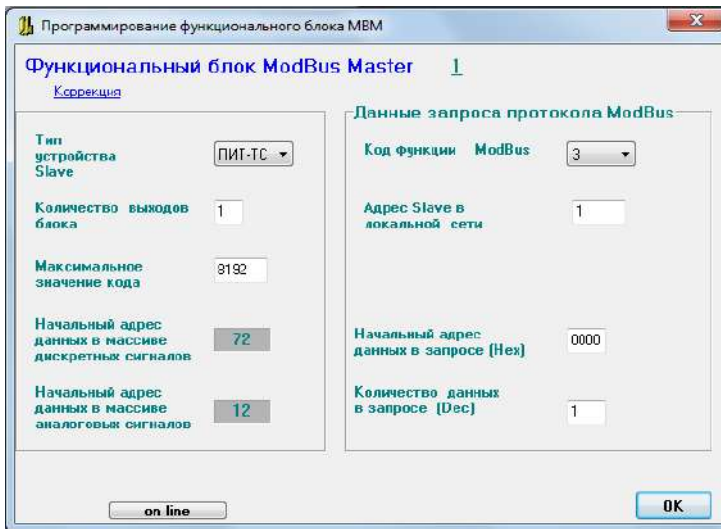 Программирование функционального блока МВМ
Функциональный блок ModBus Master 1
Коррекция
Тип
устройства
Slave
ПИТ-ТС
Количество выходов
блока
1
Максимальное
значение кода
8192
Начальный адрес
данных в массиве
дискретных сигналов
72
Начальный адрес
данных в массиве
аналоговых сигналов
12
Данные запроса протокола ModBus
Код функции ModBus
3
Адрес Slave в
локальной сети
1
Начальный адрес
данных в запросе (Hex)
0000
Количество данных
в запросе (Dec)
1
on line
OK